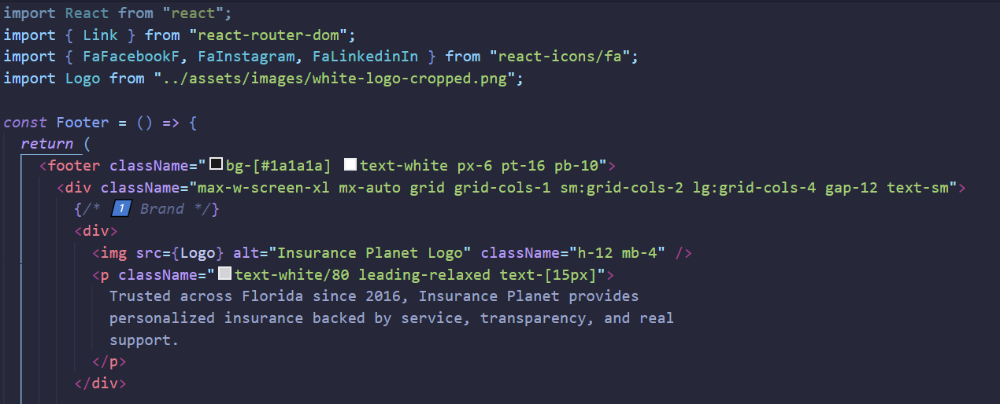 import React from "react";
import { Link } from "react-router-dom";
import { FaFacebookF, FaInstagram, FaLinkedinIn } from "react-icons/fa";
import Logo from "../assets/images/white-logo-cropped.png";
const Footer = () => {
return (
<footer className="bg-[#1a1a1a] text-white px-6 pt-16 pb-10">
<div className="max-w-screen-xl mx-auto grid grid-cols-1 sm:grid-cols-2 lg:grid-cols-4 gap-12 text-sm">
{/* 1️⃣ Brand */}
<div>
<img src={Logo} alt="Insurance Planet Logo" className="h-12 mb-4" />
<p className="text-white/80 leading-relaxed text-[15px]">
Trusted across Florida since 2016, Insurance Planet provides
personalized insurance backed by service, transparency, and real
support.
</p>
</div>